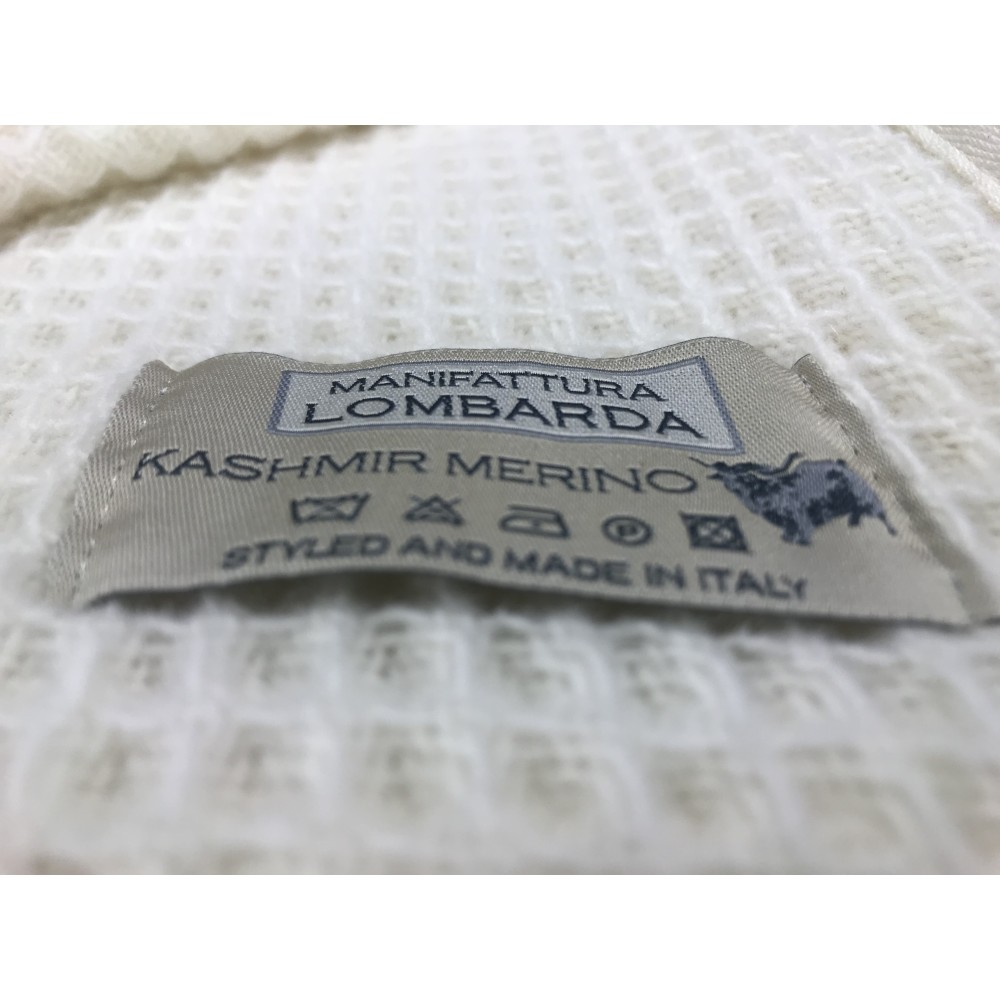 MANIFATTURA
LOMBARDA
KASHMIR MERINO
P
STYLED AND MADE IN ITALY